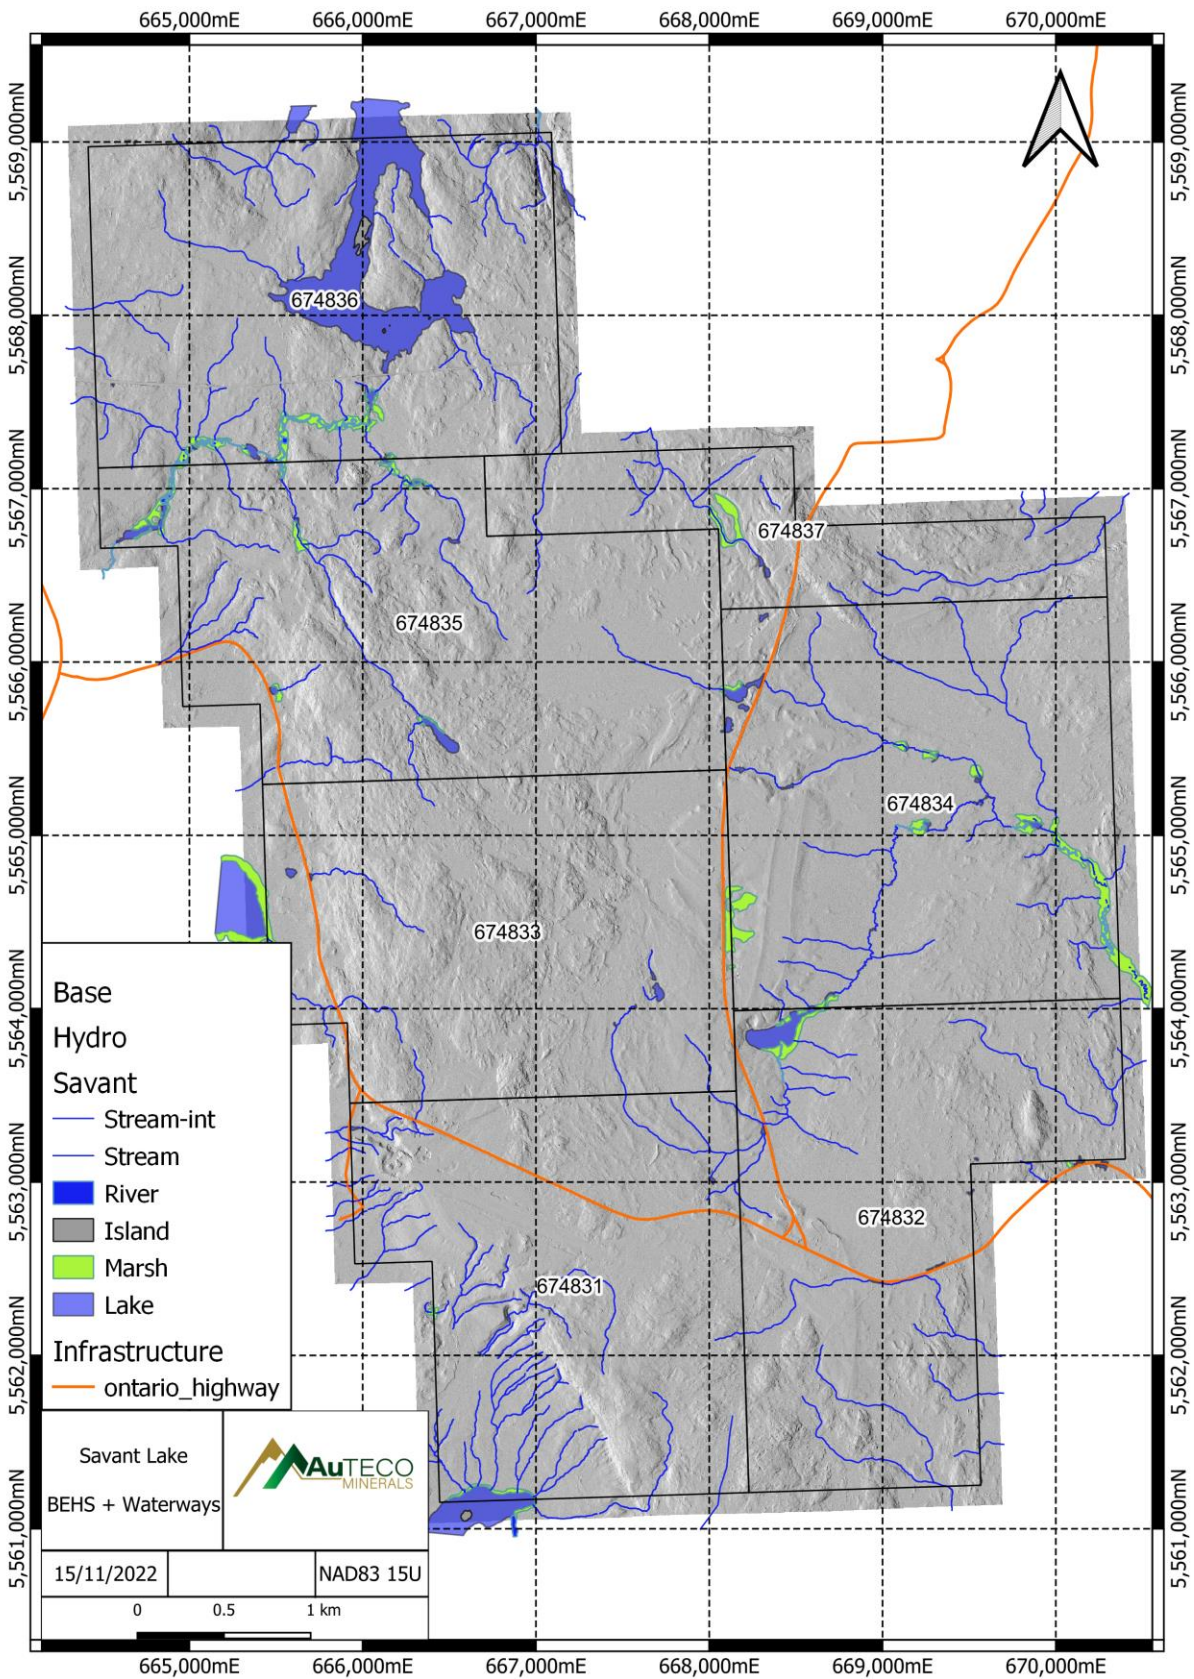 665,000mE 666,000mE 667,000mE 668,000mE 669,000mE 670,000mE
5,569,000mN
5,569,000mN
5,568,000mN
5,568,000mN
5,567,000mN
5,567,000mN
5,566,000mN
5,566,000mN
5,565,000mN
5,565,000mN
5,564,000mN
5,564,000mN
5,563,000mN
5,563,000mN
5,562,000mN
5,562,000mN
5,561,000mN
5,561,000mN
674836
674837
674835
674834
674833
674832
674831
Base
Hydro
Savant
Stream-int
Stream
River
Island
Marsh
Lake
Infrastructure
ontario_highway
Savant Lake
BEHS + Waterways
AuTECO
MINERALS
15/11/2022 NAD83 15U
0 0.5 1 km
665,000mE 666,000mE 667,000mE 668,000mE 669,000mE 670,000mE